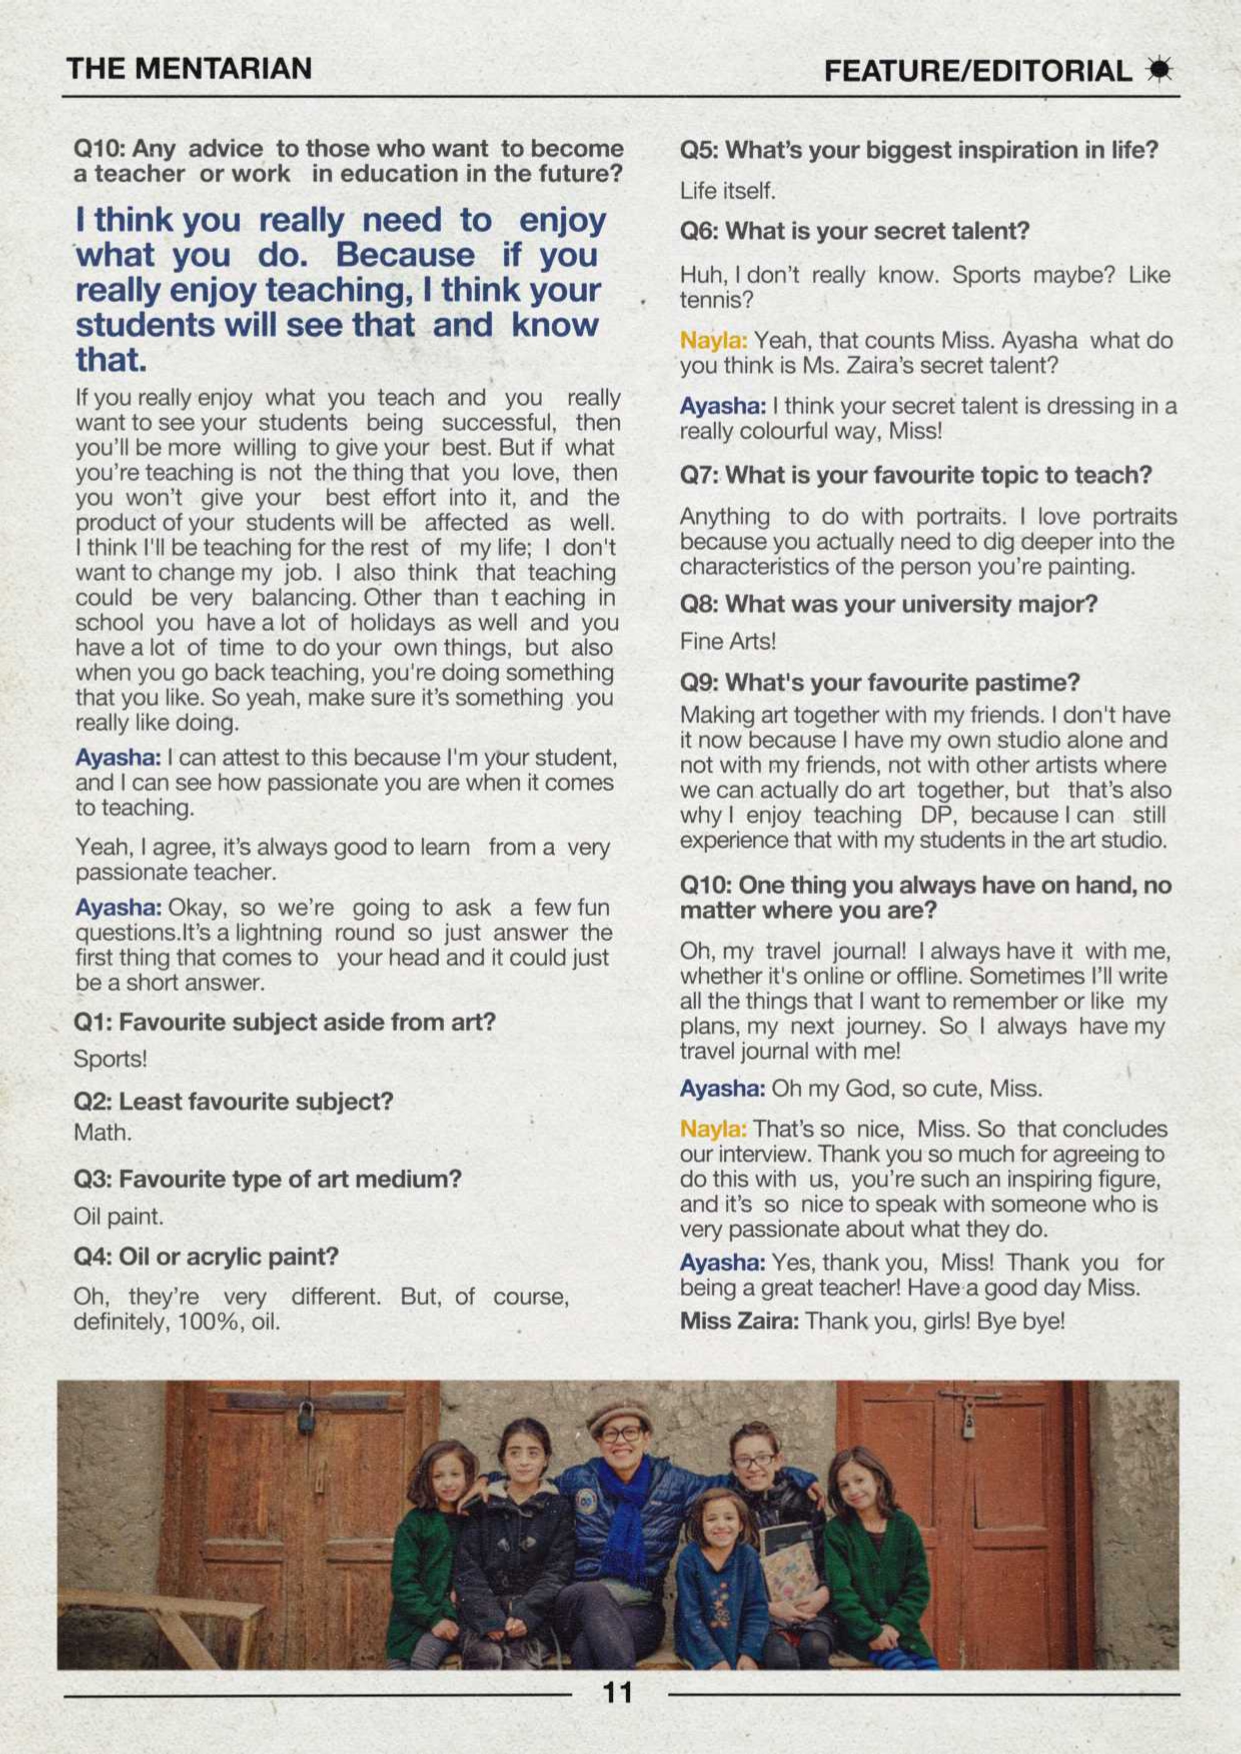 THE MENTARIAN
FEATURE/EDITORIAL
Q10: Any advice to those who want to become
a teacher or work in education in the future?
I think you really need to enjoy
what you do. Because if you
really enjoy teaching, I think your
students will see that and know
that.
If you really enjoy what you teach and you really
want to see your students being successful, then
you'll be more willing to give your best. But if what
you're teaching is not the thing that you love, then
you won't give your best effort into it, and the
product of your students will be affected as well.
I think I'll be teaching for the rest of my life; I don't
want to change my job. I also think that teaching
could be very balancing. Other than t eaching in
school you have a lot of holidays as well and you
have a lot of time to do your own things, but also
when you go back teaching, you're doing something
that you like. So yeah, make sure it's something you
really like doing.
Ayasha: I can attest to this because I'm your student,
and I can see how passionate you are when it comes
to teaching.
Yeah, I agree, it's always good to learn from a very
passionate teacher.
Ayasha: Okay, so we're going to ask a few fun
questions.It's a lightning round so just answer the
first thing that comes to your head and it could just
be a short answer.
Q1: Favourite subject aside from art?
Sports!
Q2: Least favourite subject?
Math.
Q3: Favourite type of art medium?
Oil paint.
Q4: Oil or acrylic paint?
Oh, they're very different. But, of course,
definitely, 100%, oil.
Q5: What's your biggest inspiration in life?
Life itself.
Q6: What is your secret talent?
Huh, I don't really know. Sports maybe? Like
tennis?
Nayla: Yeah, that counts Miss. Ayasha what do
you think is Ms. Zaira's secret talent?
Ayasha: I think your secret talent is dressing in a
really colourful way, Miss!
Q7: What is your favourite topic to teach?
Anything to do with portraits. I love portraits
because you actually need to dig deeper into the
characteristics of the person you're painting.
Q8: What was your university major?
Fine Arts!
Q9: What's your favourite pastime?
Making art together with my friends. I don't have
it now because I have my own studio alone and
not with my friends, not with other artists where
we can actually do art together, but that's also
why I enjoy teaching DP, because I can still
experience that with my students in the art studio.
Q10: One thing you always have on hand, no
matter where you are?
Oh, my travel journal! I always have it with me,
whether it's online or offline. Sometimes I'll write
all the things that I want to remember or like my
plans, my next journey. So I always have my
travel journal with me!
Ayasha: Oh my God, so cute, Miss.
Nayla: That's so nice, Miss. So that concludes
our interview. Thank you so much for agreeing to
do this with us, you're such an inspiring figure,
and it's so nice to speak with someone who is
very passionate about what they do.
Ayasha: Yes, thank you, Miss! Thank you for
being a great teacher! Have a good day Miss.
Miss Zaira: Thank you, girls! Bye bye!
11